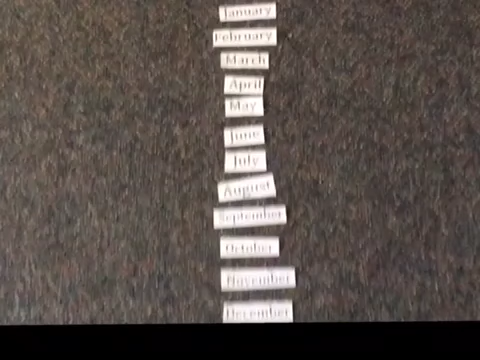 January
February
March
April
May
June
July
August
September
October
November
December